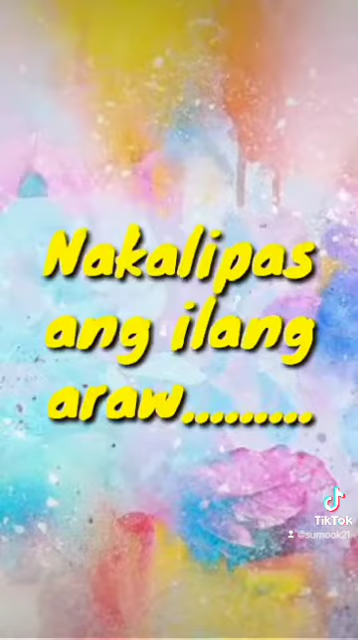 Nakalipas
ang ilang
araw.........
TikTok
@sumook21